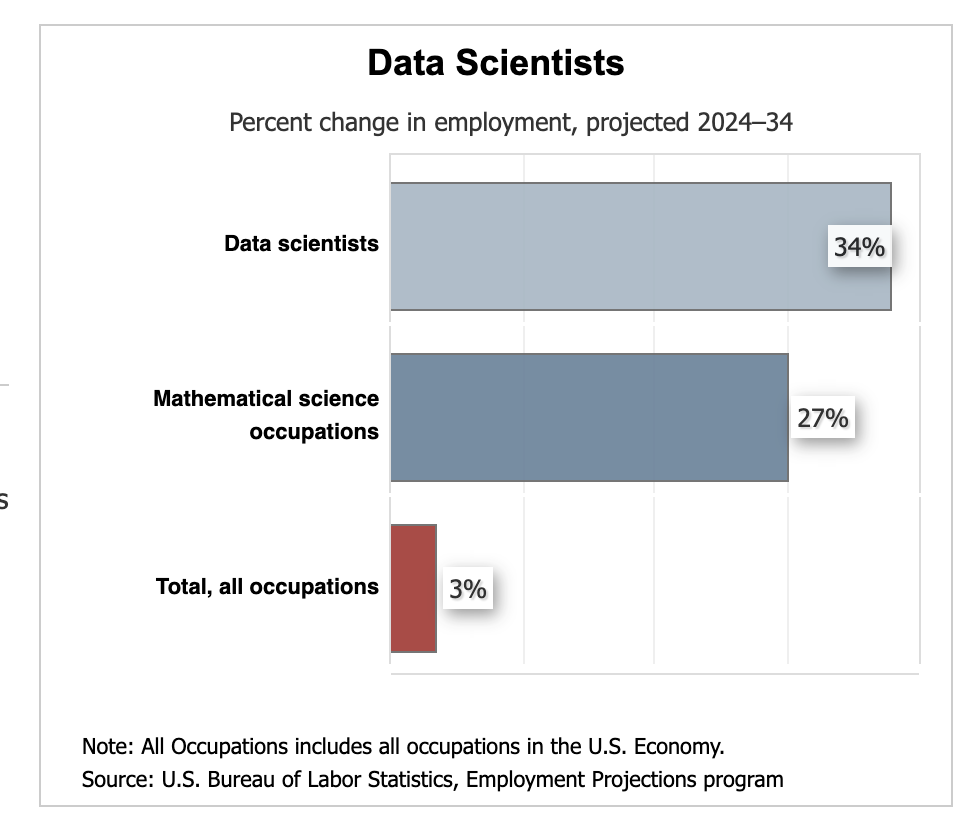 Data Scientists
Percent change in employment, projected 2024–34
Data scientists
34%
Mathematical science
occupations
27%
s
Total, all occupations
3%
Note: All Occupations includes all occupations in the U.S. Economy.
Source: U.S. Bureau of Labor Statistics, Employment Projections program